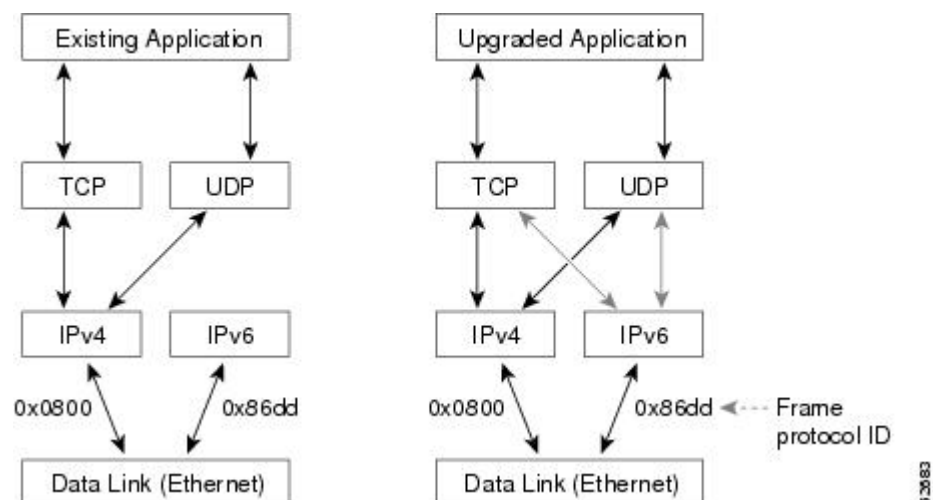 Existing Application
Upgraded Application
TCP
UDP
TCP
UDP
IPv4
IPv6
IPv4
IPv6
0x0800
0x86dd
0x0800
0x86dd
Frame
protocol ID
Data Link (Ethernet)
Data Link (Ethernet)